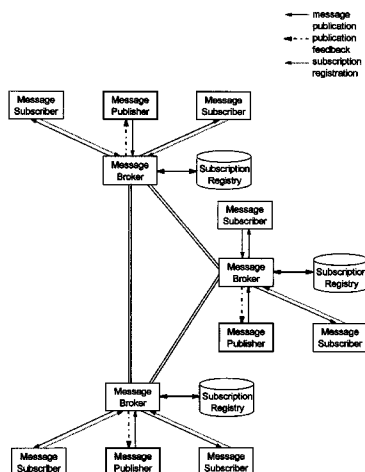 message
publication
publication
feedback
subscription
registration
Message
Subscriber
Message
Publisher
Message
Subscriber
Message
Broker
Subscription
Registry
Message
Subscriber
Message
Broker
Subscription
Registry
Message
Publisher
Message
Subscriber
Message
Broker
Subscription
Registry
Message
Subscriber
Message
Publisher
Message
Subscriber